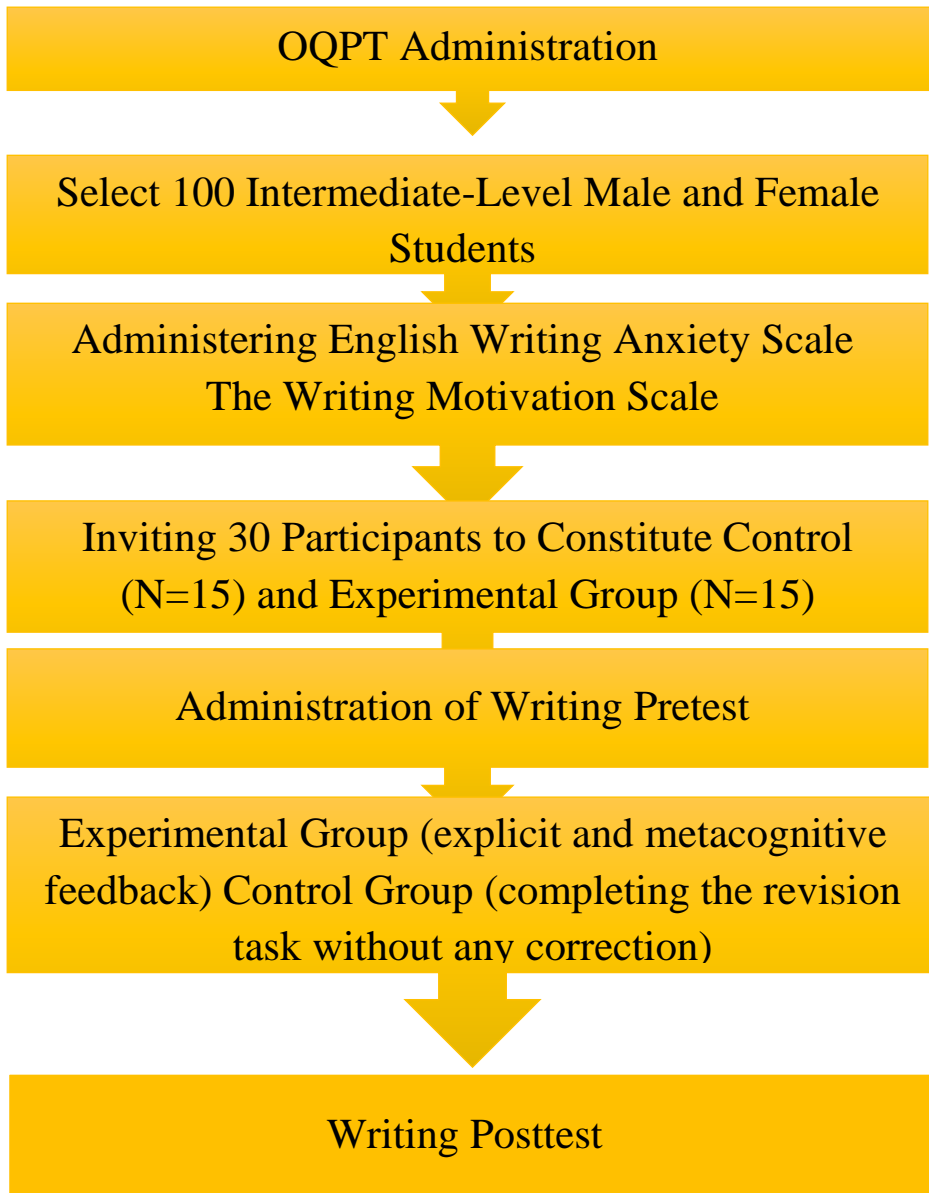 OQPT Administration
Select 100 Intermediate-Level Male and Female
Students
Administering English Writing Anxiety Scale
The Writing Motivation Scale
Inviting 30 Participants to Constitute Control
(N=15) and Experimental Group (N=15)
Administration of Writing Pretest
Experimental Group (explicit and metacognitive
feedback) Control Group (completing the revision
task without any correction)
Writing Posttest